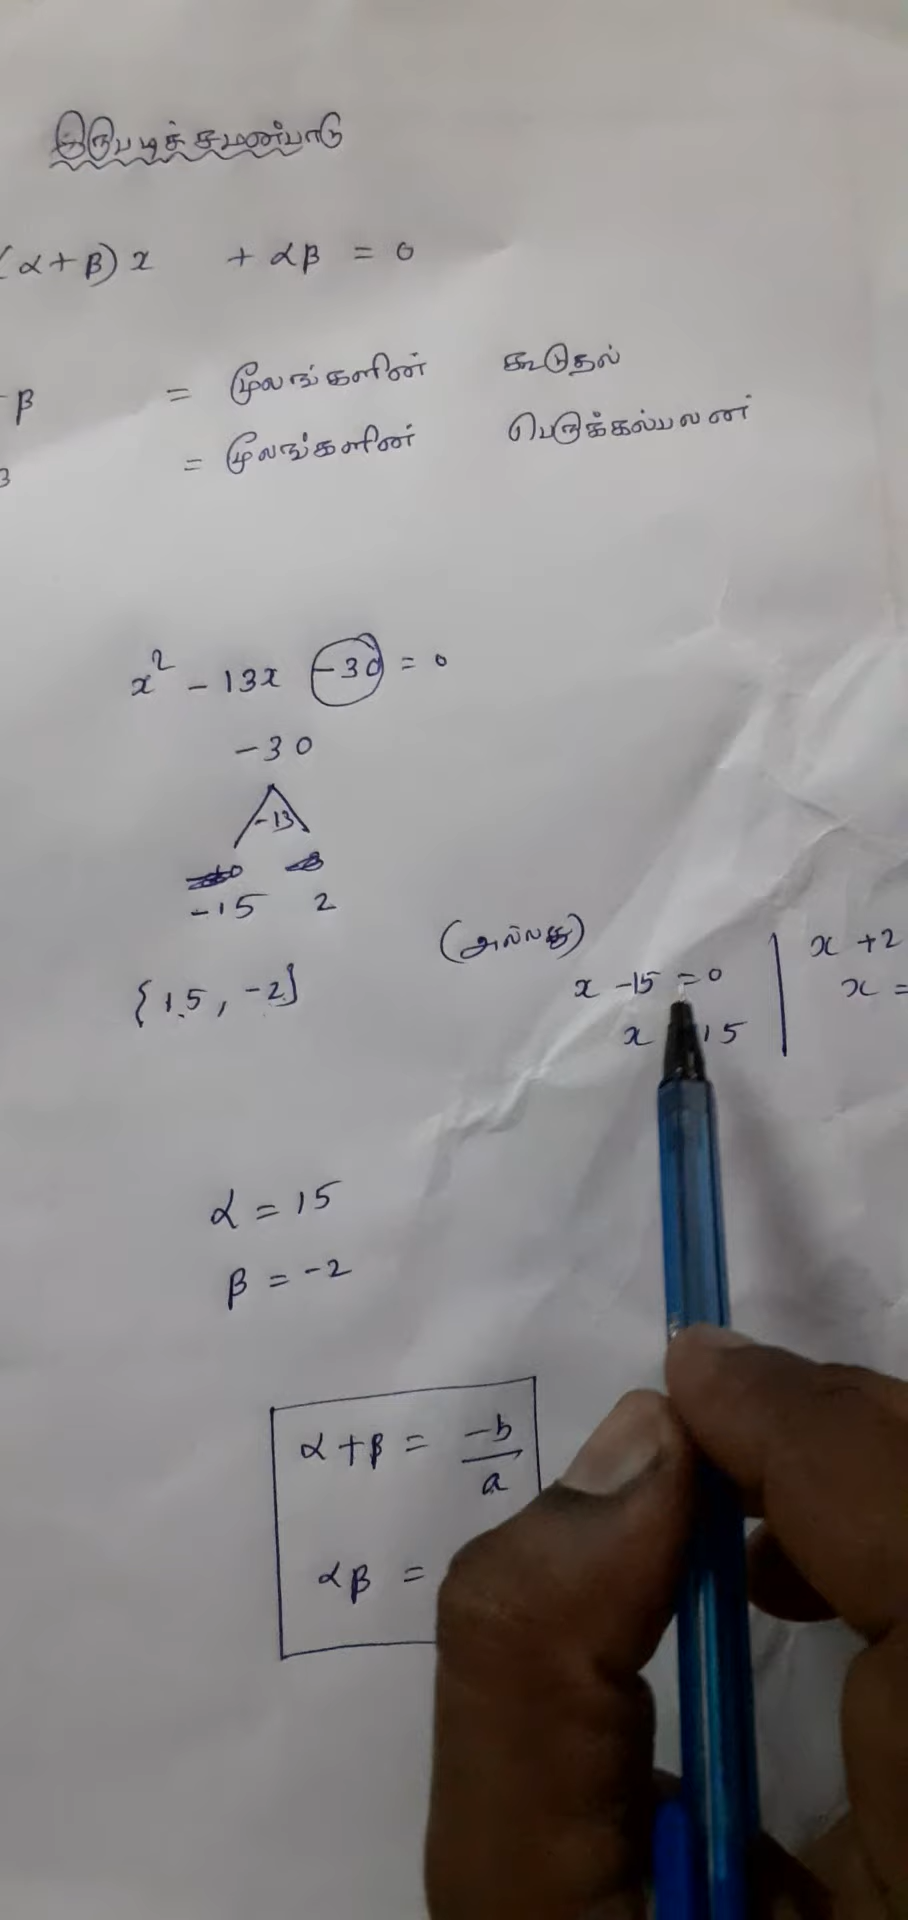 இருபடிச் சமன்பாடு
(α+β)x + αβ = 0
β = மூலங்களின் கூடுதல்
= மூலங்களின் பெருக்கல்பலன்
x² - 13x -30 = 0
-30
-13
-15 2
(அல்லது)
{15, -2}
x -15 = 0 | x +2
x 15 | x =
α = 15
β = -2
α+β = -b/a
αβ =